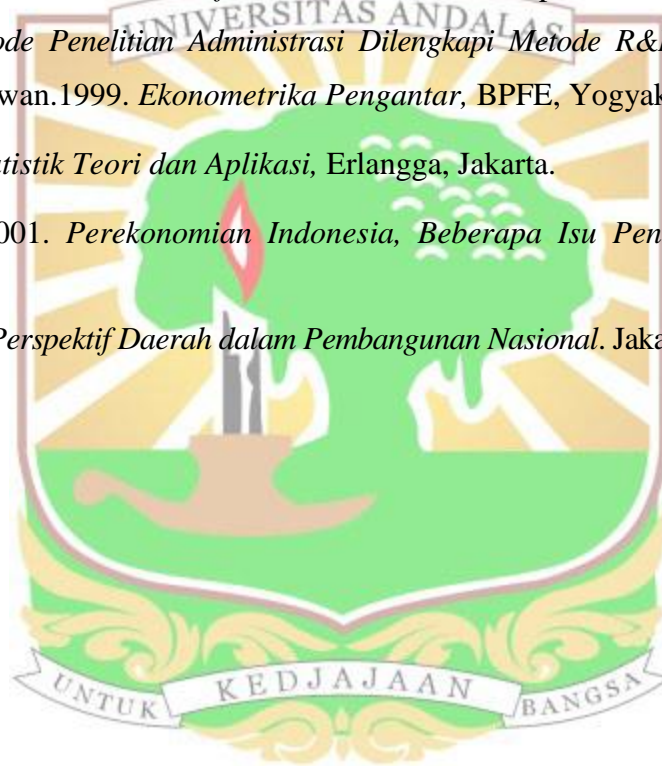 UNIVERSITAS ANDALAS
ode Penelitian Administrasi Dilengkapi Metode R&
wan.1999. Ekonometrika Pengantar, BPFE, Yogyak
atistik Teori dan Aplikasi, Erlangga, Jakarta.
001. Perekonomian Indonesia, Beberapa Isu Pen
Perspektif Daerah dalam Pembangunan Nasional. Jaka
UNTUK KEDJAJAAN BANGSA